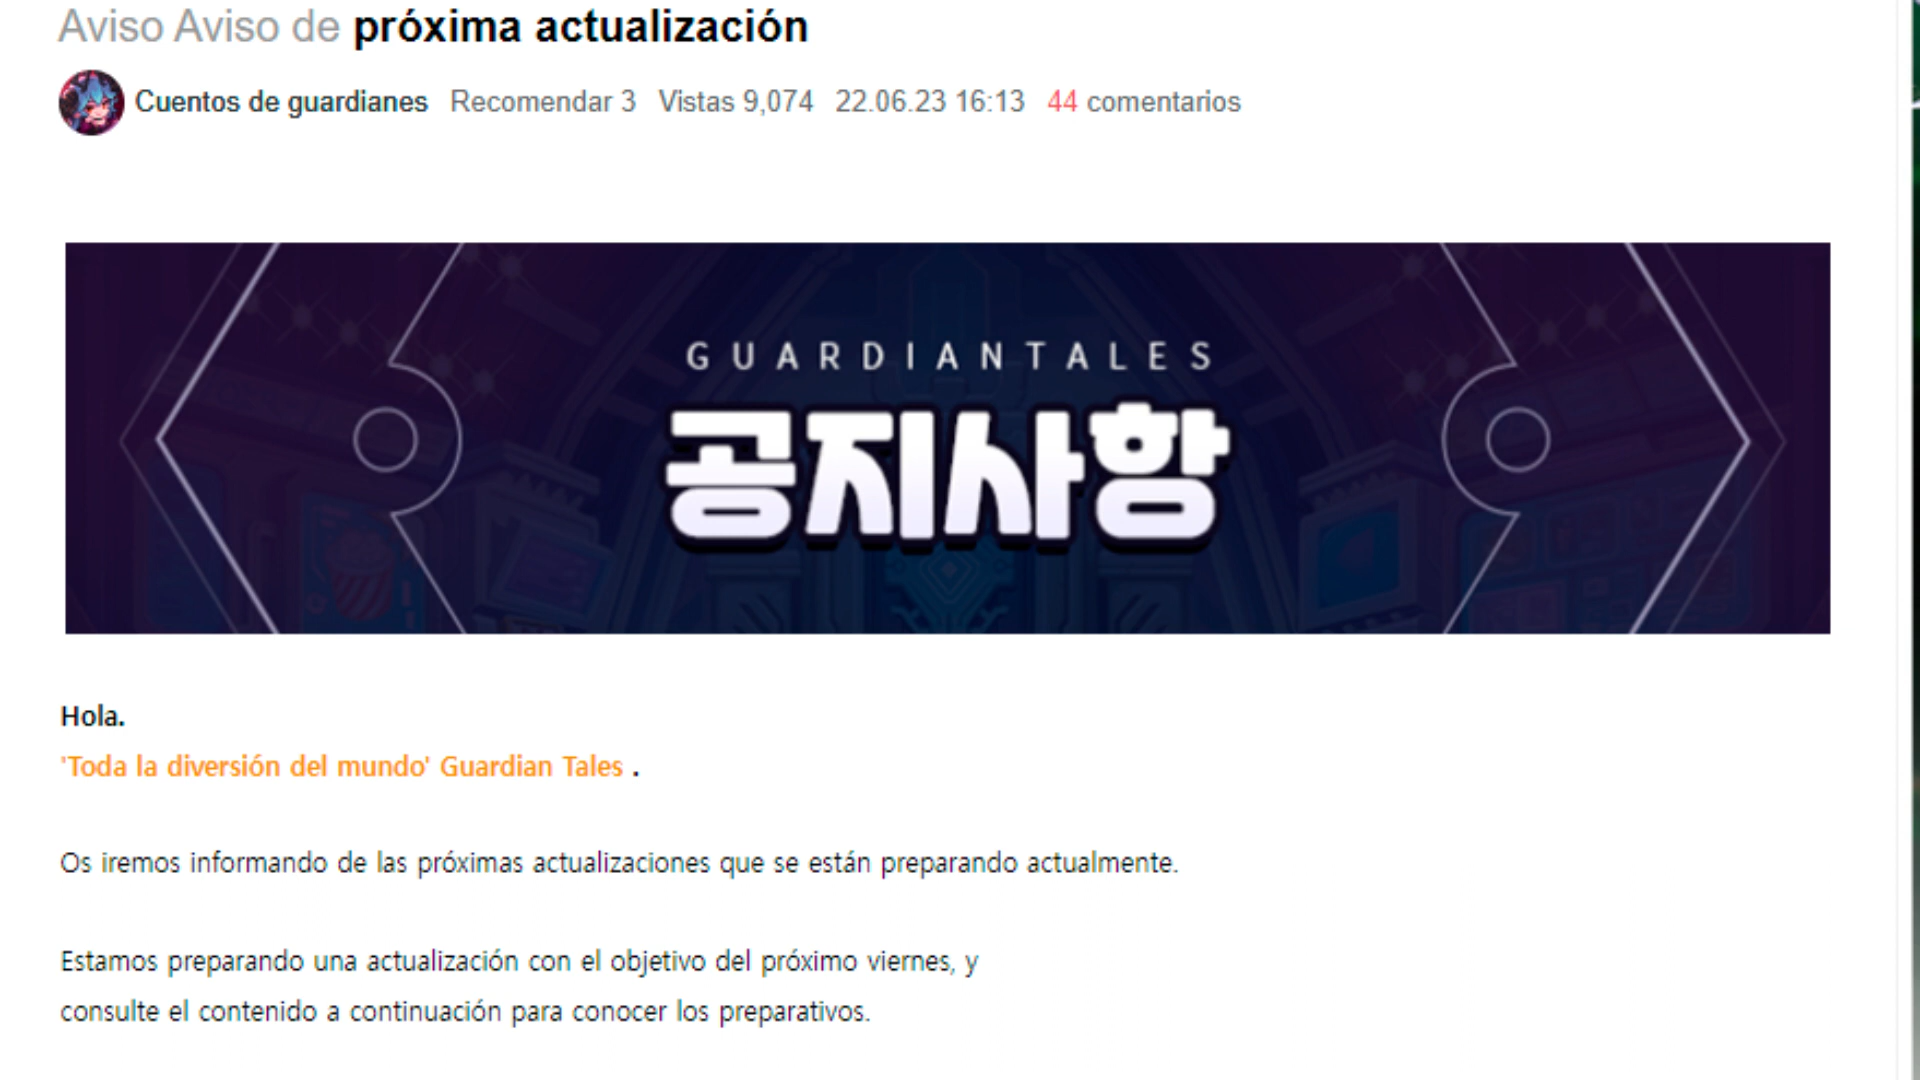 Aviso Aviso de próxima actualización
Cuentos de guardianes Recomendar 3 Vistas 9,074 22.06.23 16:13 44 comentarios
GUARDIANTALES
공지사항
Hola.
'Toda la diversión del mundo' Guardian Tales .
Os iremos informando de las próximas actualizaciones que se están preparando actualmente.
Estamos preparando una actualización con el objetivo del próximo viernes, y
consulte el contenido a continuación para conocer los preparativos.